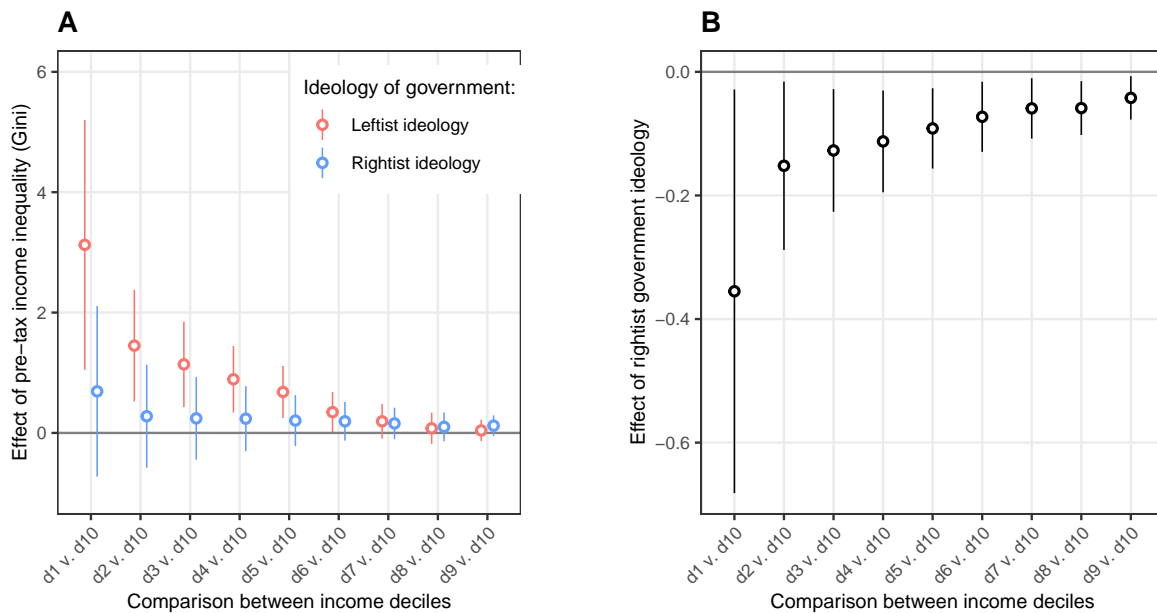 A
Effect of pre−tax income inequality (Gini)
6
4
2
0
Ideology of government:
Leftist ideology
Rightist ideology
d1 v. d10
d2 v. d10
d3 v. d10
d4 v. d10
d5 v. d10
d6 v. d10
d7 v. d10
d8 v. d10
d9 v. d10
Comparison between income deciles
B
Effect of rightist government ideology
0.0
−0.2
−0.4
−0.6
d1 v. d10
d2 v. d10
d3 v. d10
d4 v. d10
d5 v. d10
d6 v. d10
d7 v. d10
d8 v. d10
d9 v. d10
Comparison between income deciles